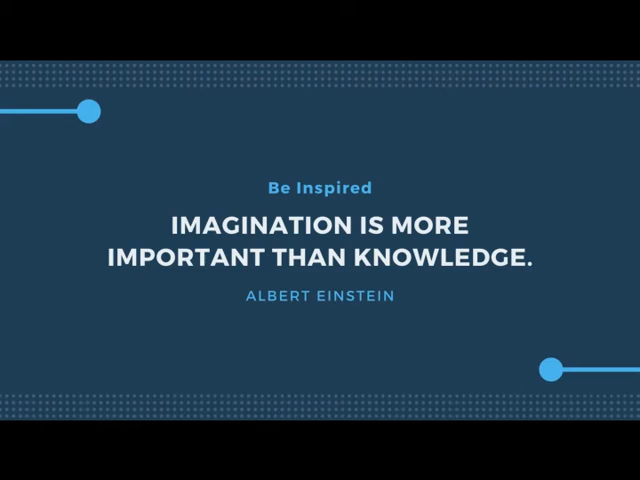 Be Inspired
IMAGINATION IS MORE
IMPORTANT THAN KNOWLEDGE.
ALBERT EINSTEIN